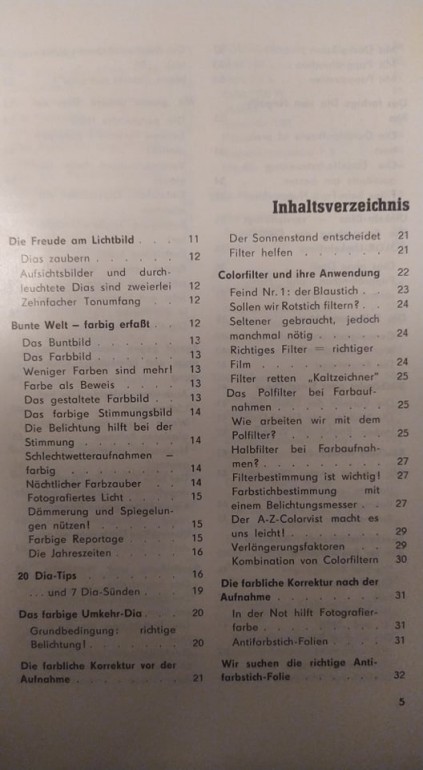 Inhaltsverzeichnis
Die Freude am Lichtbild . . . 11
Dias zaubern . . . . . . 12
Aufsichtsbilder und durch-
leuchtete Dias sind zweierlei 12
Zehnfacher Tonumfang . . . 12
Bunte Welt – farbig erfaßt . . 12
Das Buntbild . . . . . . 13
Das Farbbild . . . . . . 13
Weniger Farben sind mehr! 13
Farbe als Beweis . . . . 13
Das gestaltete Farbbild . . 13
Das farbige Stimmungsbild 14
Die Belichtung hilft bei der
Stimmung . . . . . . . 14
Schlechtwetteraufnahmen –
farbig . . . . . . . . . 14
Nächtlicher Farbzauber . . 14
Fotografiertes Licht . . . . 15
Dämmerung und Spiegelun-
gen nützen! . . . . . . 15
Farbige Reportage . . . . 15
Die Jahreszeiten . . . . . 16
20 Dia-Tips . . . . . . . 16
. . . und 7 Dia-Sünden . . . 19
Das farbige Umkehr-Dia . . . 20
Grundbedingung: richtige
Belichtung! . . . . . . . 20
Die farbliche Korrektur vor der
Aufnahme . . . . . . . . . 21
Der Sonnenstand entscheidet 21
Filter helfen . . . . . . . 21
Colorfilter und ihre Anwendung 22
Feind Nr. 1: der Blaustich . . 23
Sollen wir Rotstich filtern? . . 24
Seltener gebraucht, jedoch
manchmal nötig . . . . . 24
Richtiges Filter = richtiger
Film . . . . . . . . . . 24
Filter retten „Kaltzeichner" 25
Das Polfilter bei Farbauf-
nahmen . . . . . . . . 25
Wie arbeiten wir mit dem
Polfilter? . . . . . . . . 25
Halbfilter bei Farbaufnah-
men? . . . . . . . . . . 27
Filterbestimmung ist wichtig! 27
Farbstichbestimmung mit
einem Belichtungsmesser . . 27
Der A-Z-Colorvist macht es
uns leicht! . . . . . . . . 29
Verlängerungsfaktoren . . 29
Kombination von Colorfiltern 30
Die farbliche Korrektur nach der
Aufnahme . . . . . . . . . 31
In der Not hilft Fotografier-
farbe . . . . . . . . . . 31
Antifarbstich-Folien . . . . 31
Wir suchen die richtige Anti-
farbstich-Folie . . . . . . . 32
5